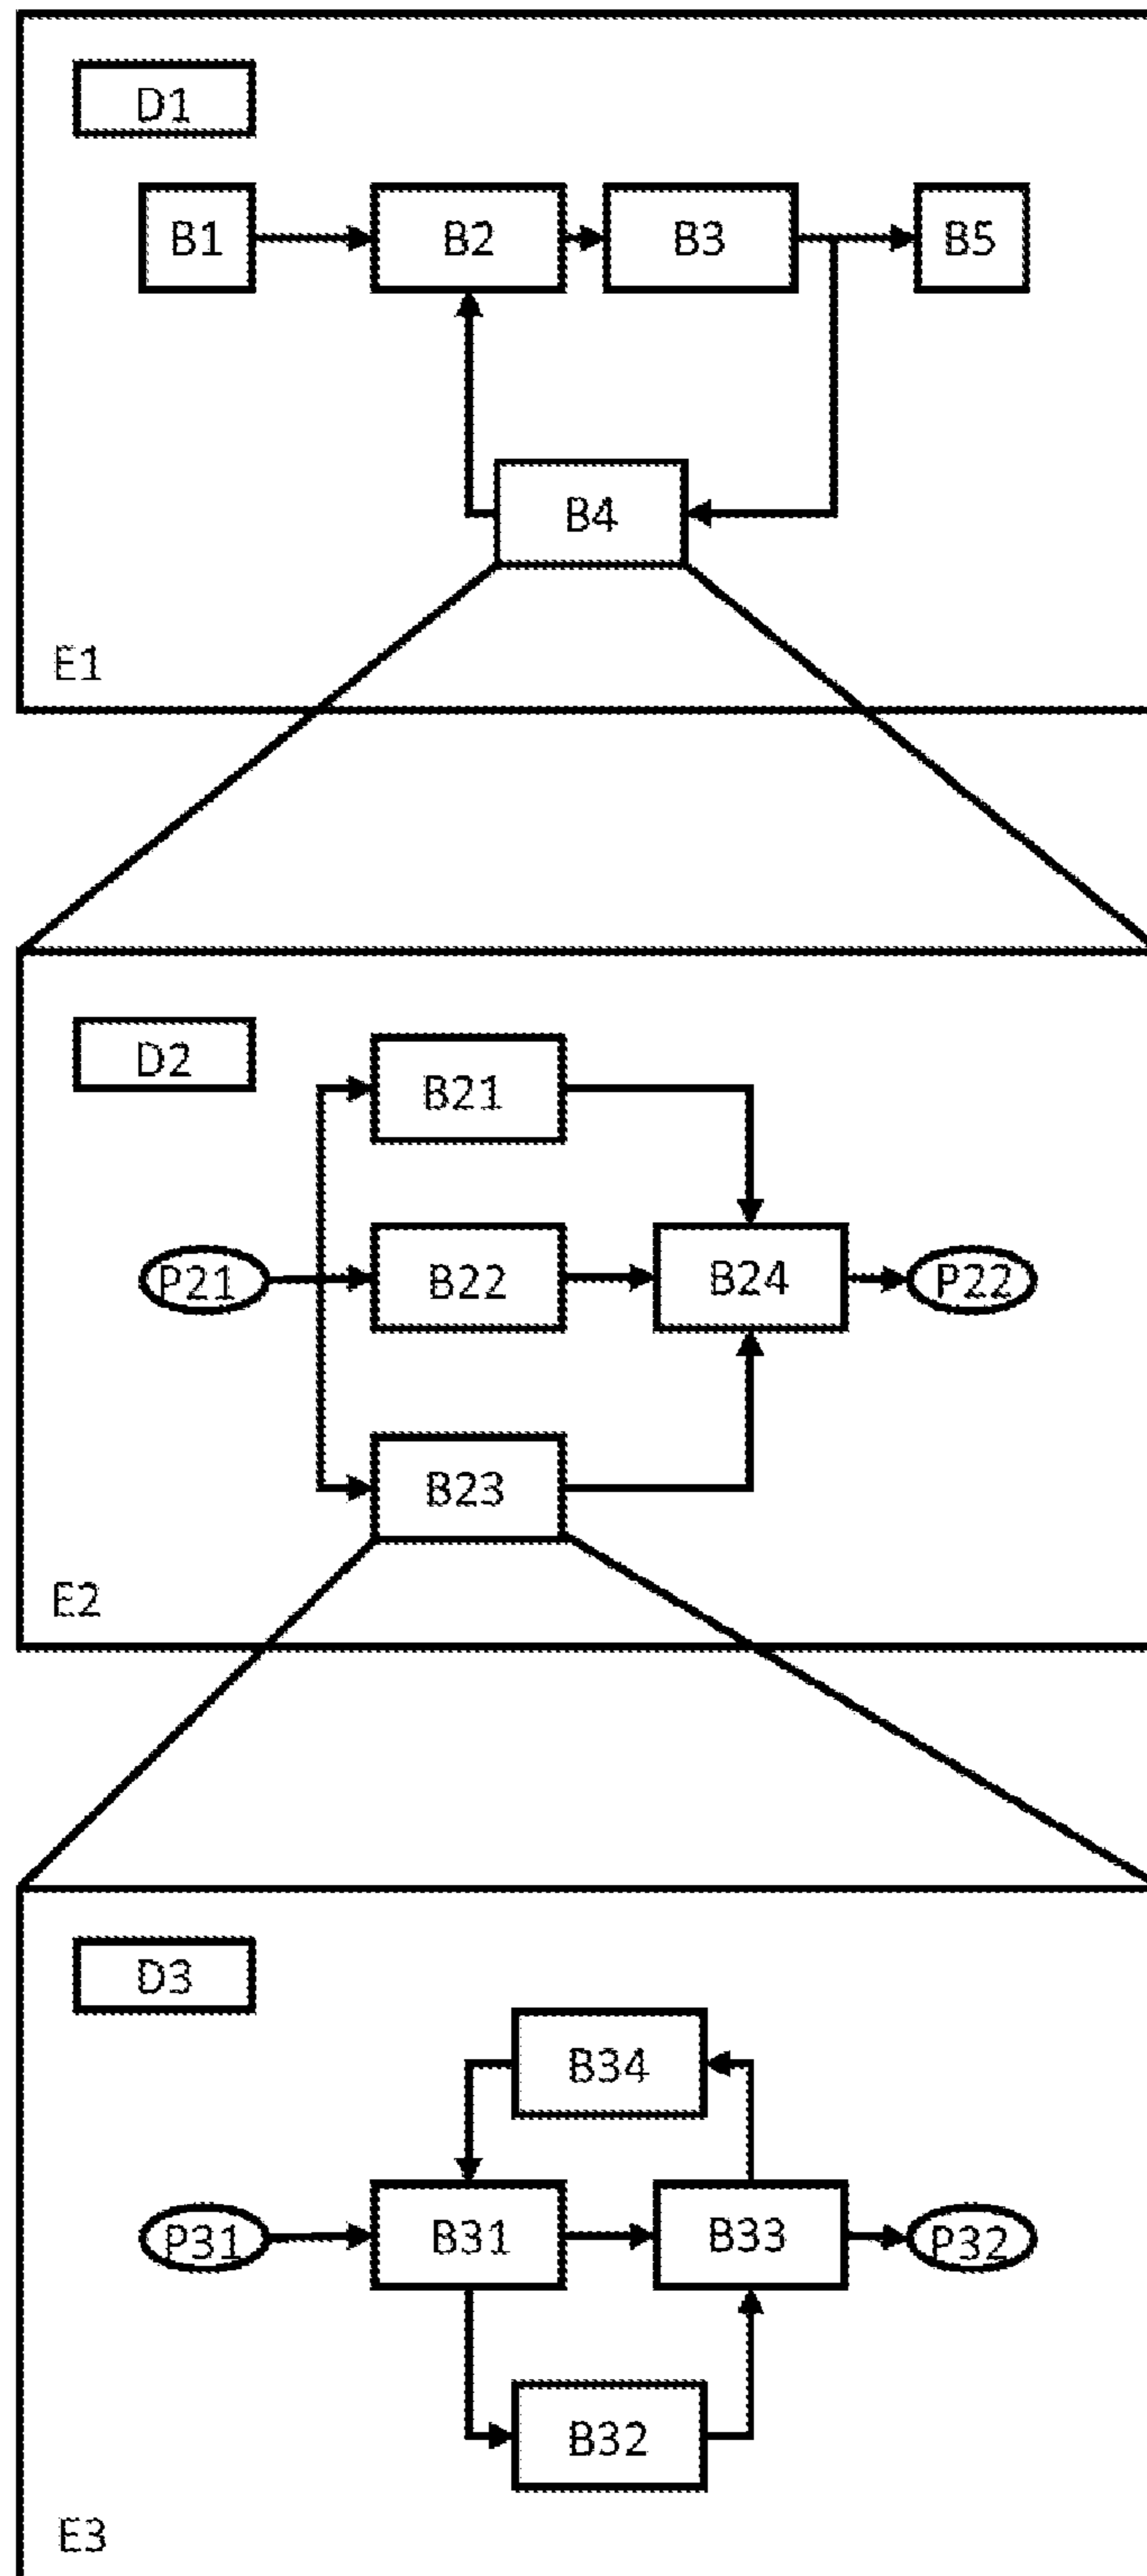 D1
B1 B2 B3 B5
B4
E1
D2
B21
P21 B22 B24 P22
B23
E2
D3
B34
P31 B31 B33 P32
B32
E3